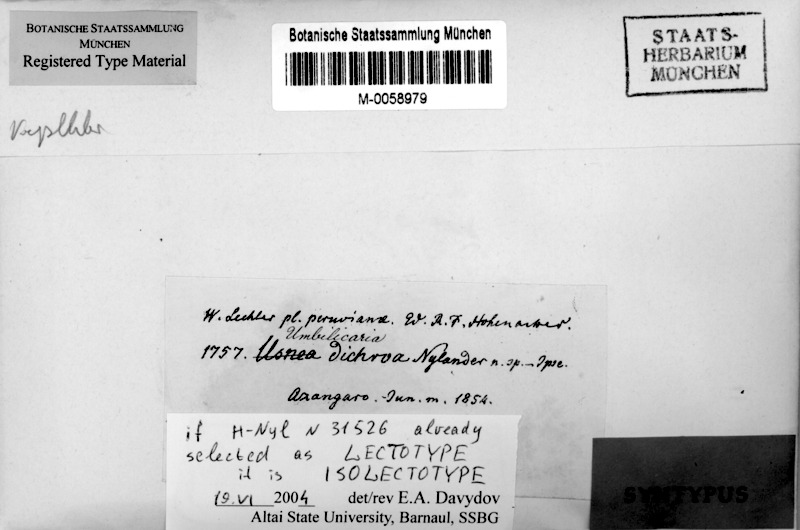 BOTANISCHE STAATSSAMMLUNG
MÜNCHEN
Registered Type Material
Botanische Staatssammlung München
M-0058979
STAATS-
HERBARIUM
MÜNCHEN
W. Lechler pl. peruvianæ. Ed. R. F. Hohenacker.
Umbilicaria
1757. Usnea dichroa Nylander n. sp. – Ipse.
Azangaro. Jun. m. 1854.
if H-Nyl N 31526 already
selected as LECTOTYPE
it is ISOLECTOTYPE
19.VI 2004 det/rev E.A. Davydov
Altai State University, Barnaul, SSBG
SYNTYPUS